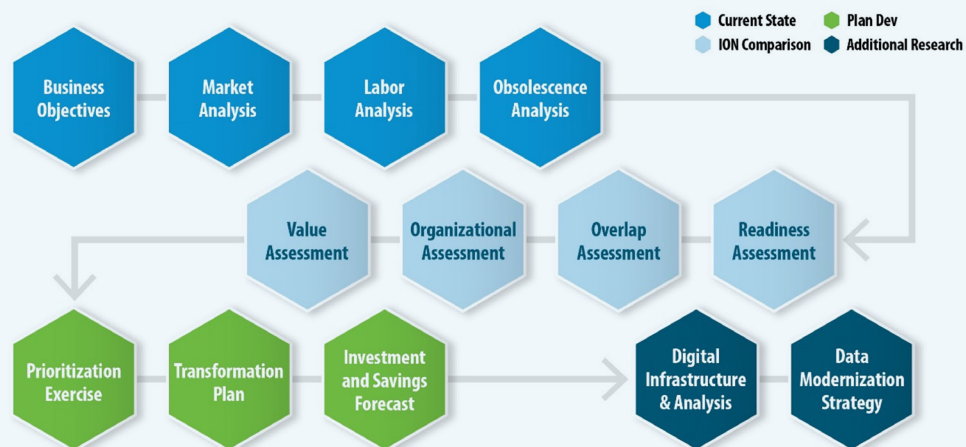 Current State
Plan Dev
ION Comparison
Additional Research
Business
Objectives
Market
Analysis
Labor
Analysis
Obsolescence
Analysis
Value
Assessment
Organizational
Assessment
Overlap
Assessment
Readiness
Assessment
Prioritization
Exercise
Transformation
Plan
Investment
and Savings
Forecast
Digital
Infrastructure
& Analysis
Data
Modernization
Strategy